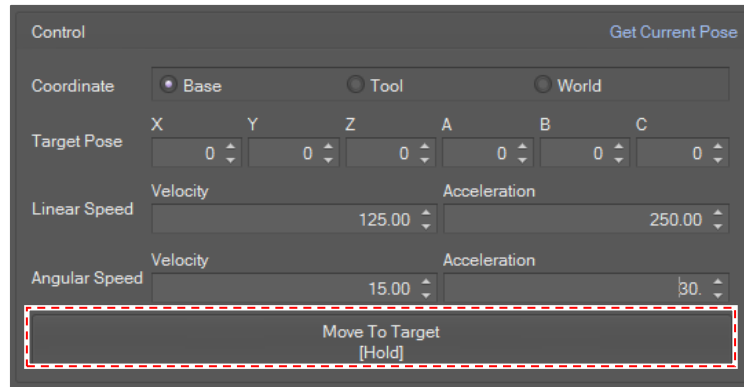 Control Get Current Pose
Coordinate Base Tool World
X Y Z A B C
Target Pose 0 0 0 0 0 0
Velocity Acceleration
Linear Speed 125.00 250.00
Velocity Acceleration
Angular Speed 15.00 30.
Move To Target
[Hold]